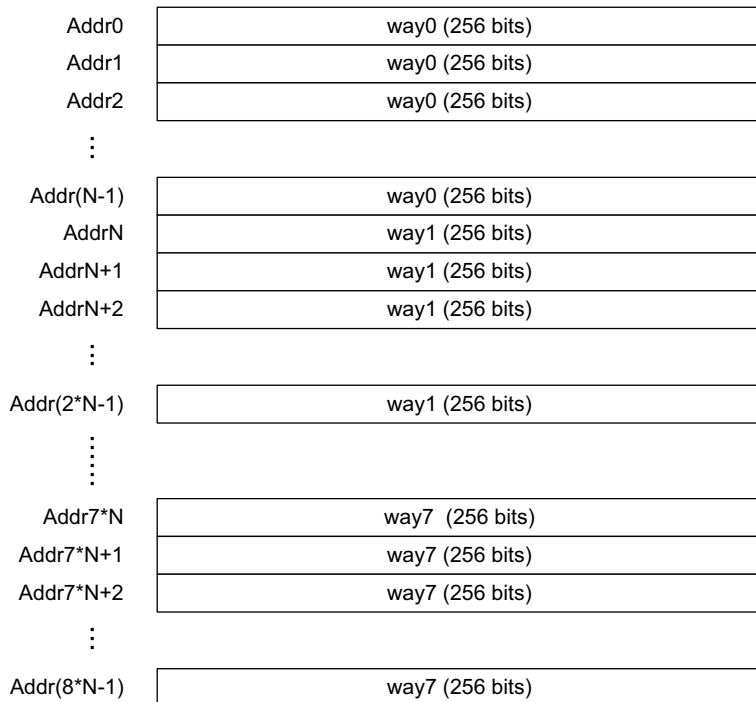 Addr0 way0 (256 bits)
Addr1 way0 (256 bits)
Addr2 way0 (256 bits)
⋮
Addr(N-1) way0 (256 bits)
AddrN way1 (256 bits)
AddrN+1 way1 (256 bits)
AddrN+2 way1 (256 bits)
⋮
Addr(2*N-1) way1 (256 bits)
⋮
Addr7*N way7 (256 bits)
Addr7*N+1 way7 (256 bits)
Addr7*N+2 way7 (256 bits)
⋮
Addr(8*N-1) way7 (256 bits)